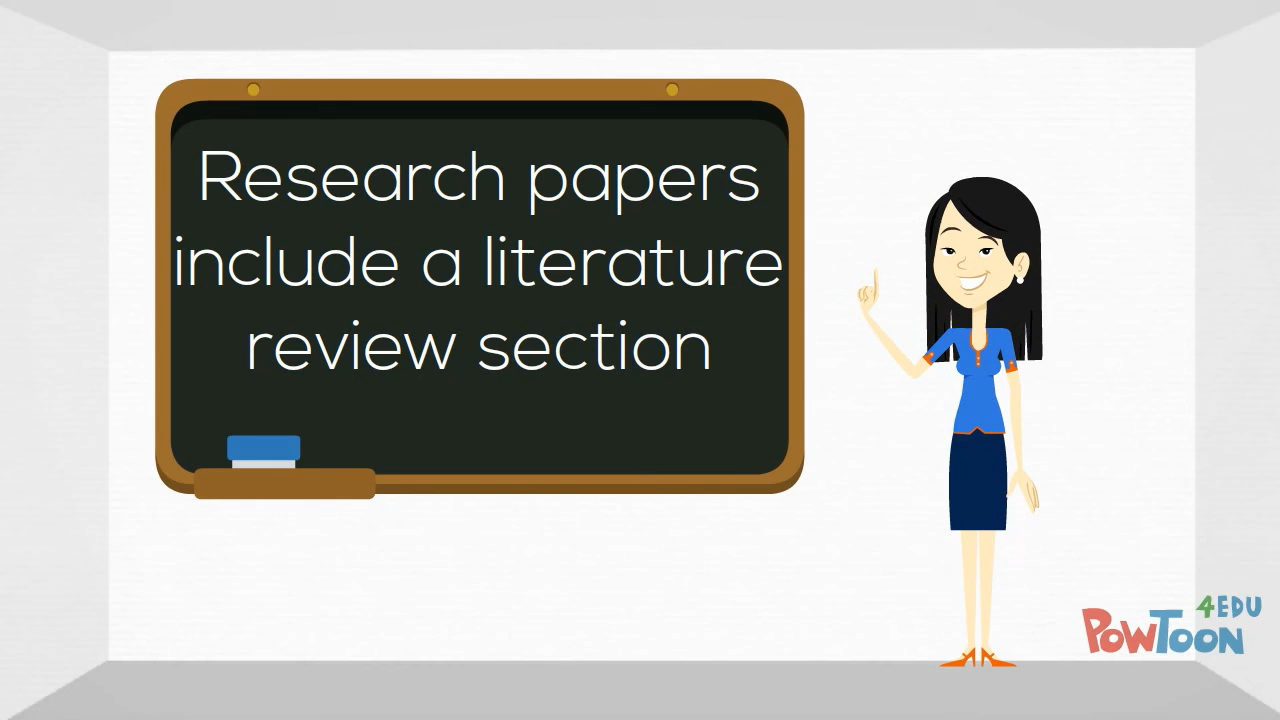 Research papers
include a literature
review section
4EDU
POWTOON